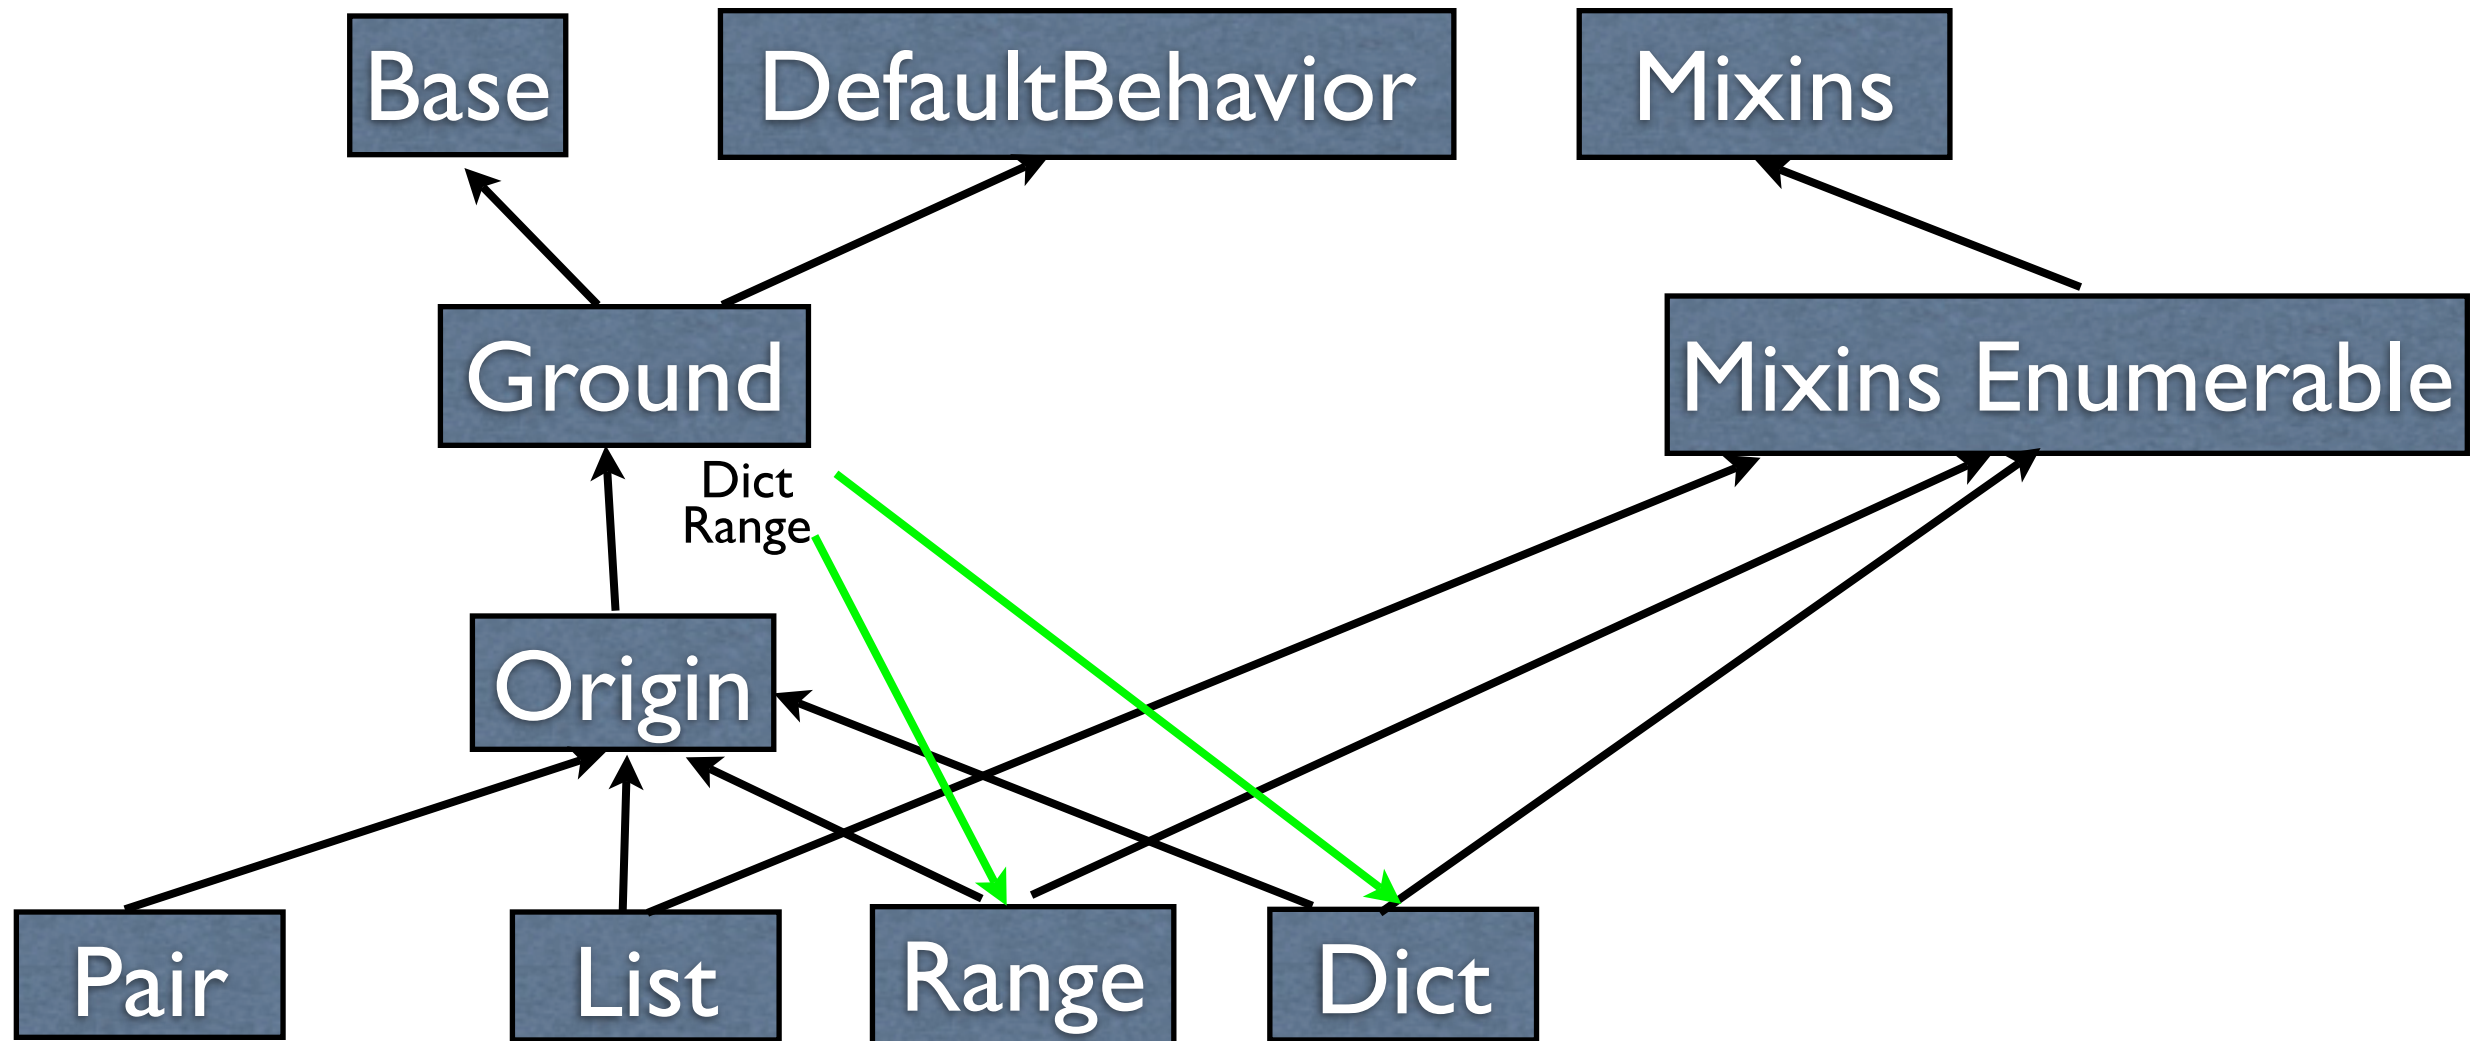 Base
DefaultBehavior
Mixins
Ground
Mixins Enumerable
Dict
Range
Origin
Pair
List
Range
Dict